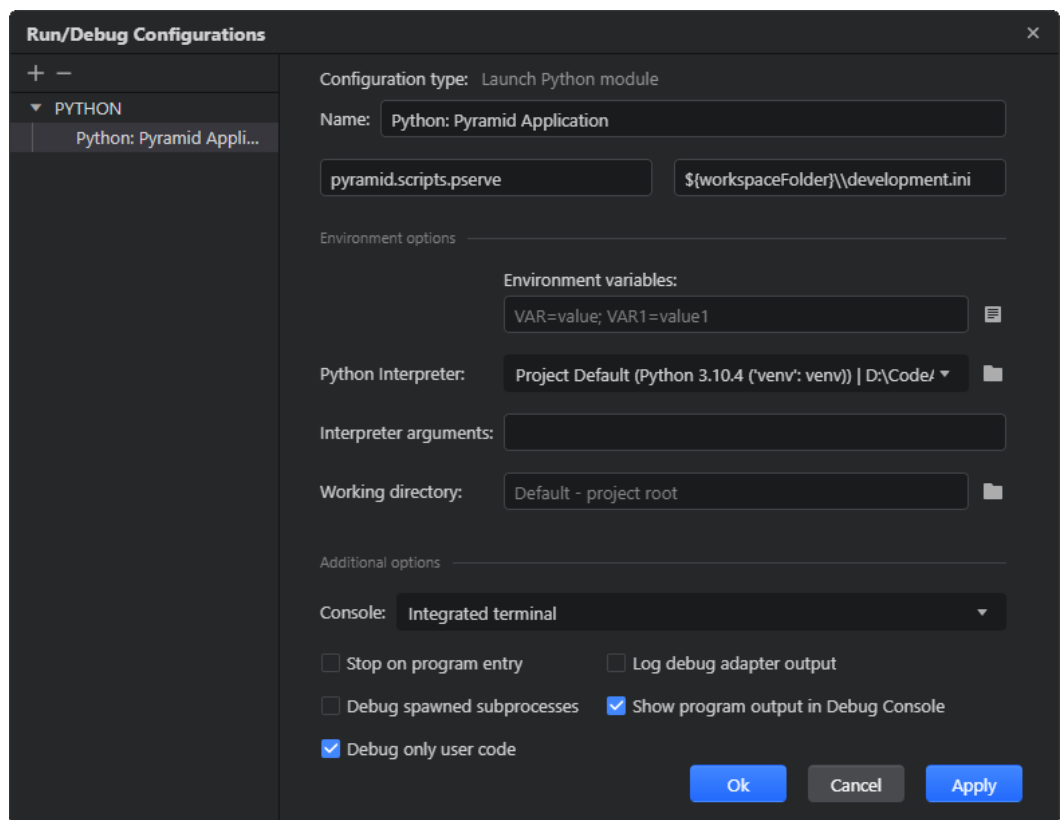 Run/Debug Configurations
PYTHON
Python: Pyramid Appli...
Configuration type: Launch Python module
Name: Python: Pyramid Application
pyramid.scripts.pserve ${workspaceFolder}\\development.ini
Environment options
Environment variables:
VAR=value; VAR1=value1
Python Interpreter: Project Default (Python 3.10.4 ('venv': venv)) | D:\Code
Interpreter arguments:
Working directory: Default - project root
Additional options
Console: Integrated terminal
Stop on program entry Log debug adapter output
Debug spawned subprocesses Show program output in Debug Console
Debug only user code
Ok Cancel Apply